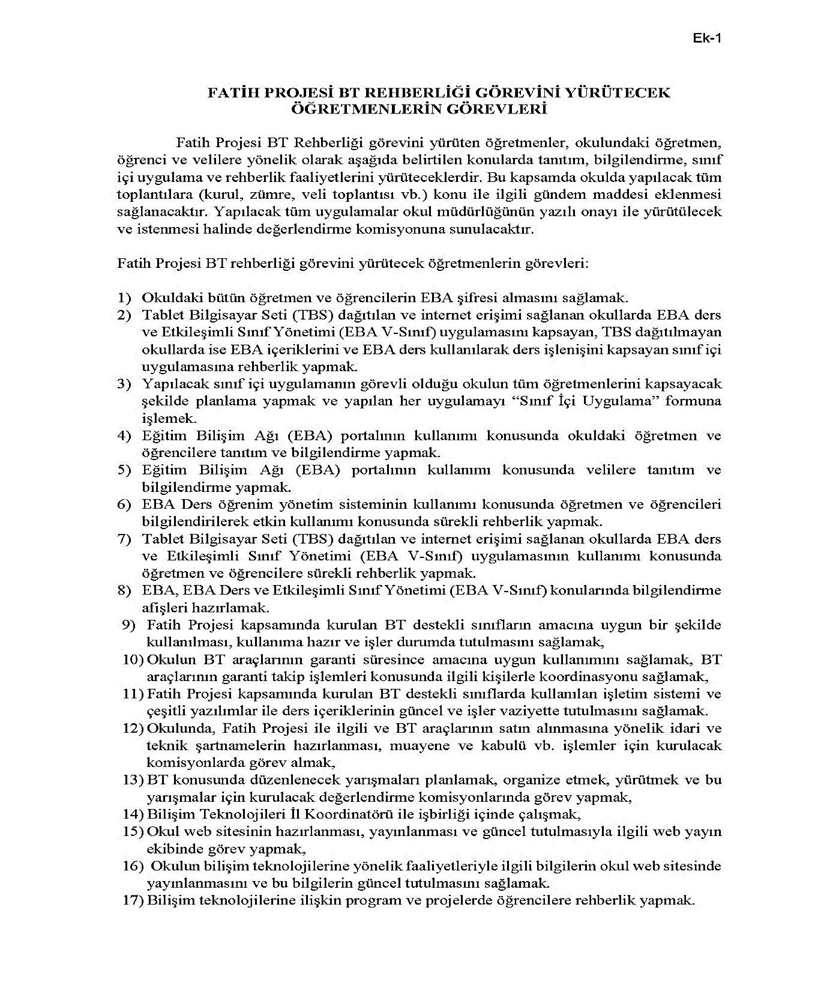 Ek-1
FATİH PROJESİ BT REHBERLİĞİ GÖREVİNİ YÜRÜTECEK
ÖĞRETMENLERİN GÖREVLERİ
Fatih Projesi BT Rehberliği görevini yürüten öğretmenler, okulundaki öğretmen,
öğrenci ve velilere yönelik olarak aşağıda belirtilen konularda tanıtım, bilgilendirme, sınıf
içi uygulama ve rehberlik faaliyetlerini yürüteceklerdir. Bu kapsamda okulda yapılacak tüm
toplantılara (kurul, zümre, veli toplantısı vb.) konu ile ilgili gündem maddesi eklenmesi
sağlanacaktır. Yapılacak tüm uygulamalar okul müdürlüğünün yazılı onayı ile yürütülecek
ve istenmesi halinde değerlendirme komisyonuna sunulacaktır.
Fatih Projesi BT rehberliği görevini yürütecek öğretmenlerin görevleri:
1) Okuldaki bütün öğretmen ve öğrencilerin EBA şifresi almasını sağlamak.
2) Tablet Bilgisayar Seti (TBS) dağıtılan ve internet erişimi sağlanan okullarda EBA ders
ve Etkileşimli Sınıf Yönetimi (EBA V-Sınıf) uygulamasını kapsayan, TBS dağıtılmayan
okullarda ise EBA içeriklerini ve EBA ders kullanılarak ders işlenişini kapsayan sınıf içi
uygulamasına rehberlik yapmak.
3) Yapılacak sınıf içi uygulamanın görevli olduğu okulun tüm öğretmenlerini kapsayacak
şekilde planlama yapmak ve yapılan her uygulamayı “Sınıf İçi Uygulama” formuna
işlemek.
4) Eğitim Bilişim Ağı (EBA) portalının kullanımı konusunda okuldaki öğretmen ve
öğrencilere tanıtım ve bilgilendirme yapmak.
5) Eğitim Bilişim Ağı (EBA) portalının kullanımı konusunda velilere tanıtım ve
bilgilendirme yapmak.
6) EBA Ders öğrenim yönetim sisteminin kullanımı konusunda öğretmen ve öğrencileri
bilgilendirilerek etkin kullanımı konusunda sürekli rehberlik yapmak.
7) Tablet Bilgisayar Seti (TBS) dağıtılan ve internet erişimi sağlanan okullarda EBA ders
ve Etkileşimli Sınıf Yönetimi (EBA V-Sınıf) uygulamasının kullanımı konusunda
öğretmen ve öğrencilere sürekli rehberlik yapmak.
8) EBA, EBA Ders ve Etkileşimli Sınıf Yönetimi (EBA V-Sınıf) konularında bilgilendirme
afişleri hazırlamak.
9) Fatih Projesi kapsamında kurulan BT destekli sınıfların amacına uygun bir şekilde
kullanılması, kullanıma hazır ve işler durumda tutulmasını sağlamak,
10) Okulun BT araçlarının garanti süresince amacına uygun kullanımını sağlamak, BT
araçlarının garanti takip işlemleri konusunda ilgili kişilerle koordinasyonu sağlamak,
11) Fatih Projesi kapsamında kurulan BT destekli sınıflarda kullanılan işletim sistemi ve
çeşitli yazılımlar ile ders içeriklerinin güncel ve işler vaziyette tutulmasını sağlamak.
12) Okulunda, Fatih Projesi ile ilgili ve BT araçlarının satın alınmasına yönelik idari ve
teknik şartnamelerin hazırlanması, muayene ve kabulü vb. işlemler için kurulacak
komisyonlarda görev almak,
13) BT konusunda düzenlenecek yarışmaları planlamak, organize etmek, yürütmek ve bu
yarışmalar için kurulacak değerlendirme komisyonlarında görev yapmak,
14) Bilişim Teknolojileri İl Koordinatörü ile işbirliği içinde çalışmak,
15) Okul web sitesinin hazırlanması, yayınlanması ve güncel tutulmasıyla ilgili web yayın
ekibinde görev yapmak,
16) Okulun bilişim teknolojilerine yönelik faaliyetleriyle ilgili bilgilerin okul web sitesinde
yayınlanmasını ve bu bilgilerin güncel tutulmasını sağlamak.
17) Bilişim teknolojilerine ilişkin program ve projelerde öğrencilere rehberlik yapmak.